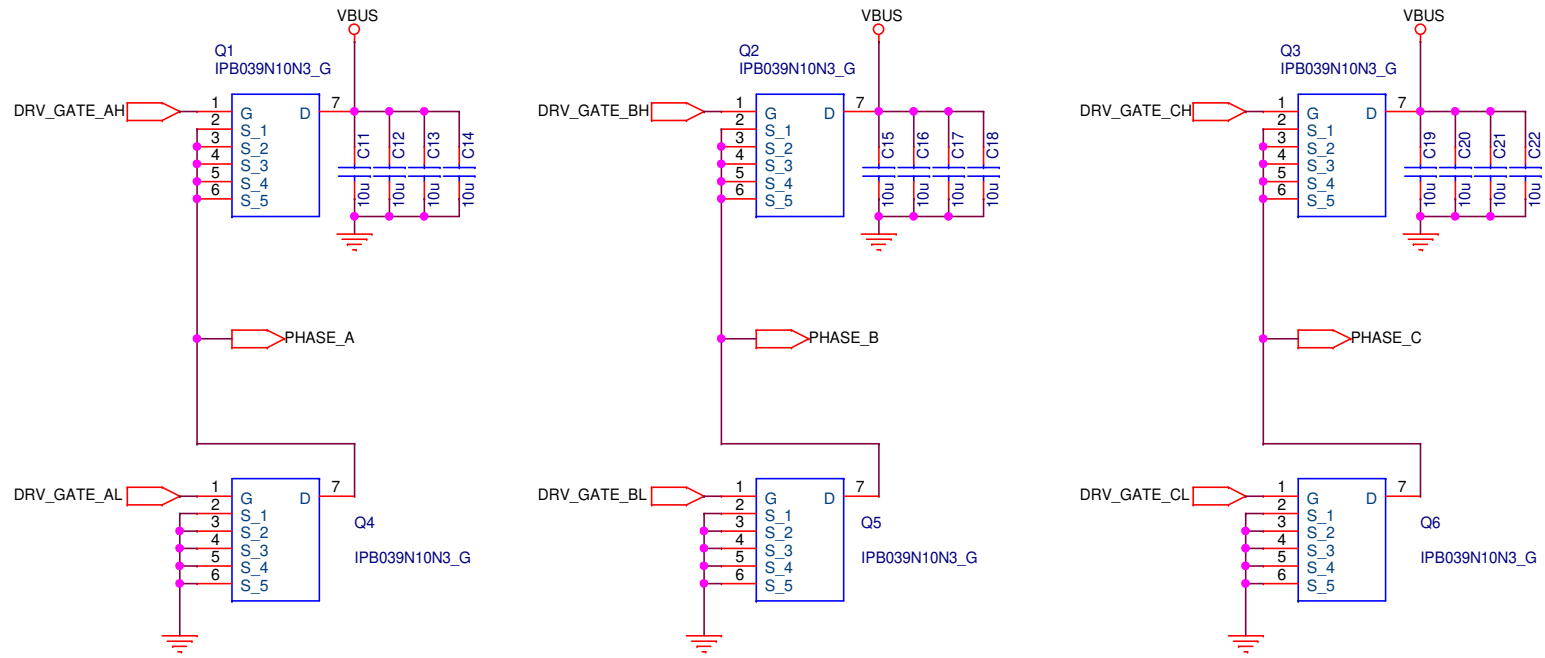 VBUS
Q1
IPB039N10N3_G
DRV_GATE_AH
1
2
3
4
5
6
G
S_1
S_2
S_3
S_4
S_5
D
7
C11
10u
C12
10u
C13
10u
C14
10u
PHASE_A
DRV_GATE_AL
1
2
3
4
5
6
G
S_1
S_2
S_3
S_4
S_5
D
7
Q4
IPB039N10N3_G
VBUS
Q2
IPB039N10N3_G
DRV_GATE_BH
1
2
3
4
5
6
G
S_1
S_2
S_3
S_4
S_5
D
7
C15
10u
C16
10u
C17
10u
C18
10u
PHASE_B
DRV_GATE_BL
1
2
3
4
5
6
G
S_1
S_2
S_3
S_4
S_5
D
7
Q5
IPB039N10N3_G
VBUS
Q3
IPB039N10N3_G
DRV_GATE_CH
1
2
3
4
5
6
G
S_1
S_2
S_3
S_4
S_5
D
7
C19
10u
C20
10u
C21
10u
C22
10u
PHASE_C
DRV_GATE_CL
1
2
3
4
5
6
G
S_1
S_2
S_3
S_4
S_5
D
7
Q6
IPB039N10N3_G